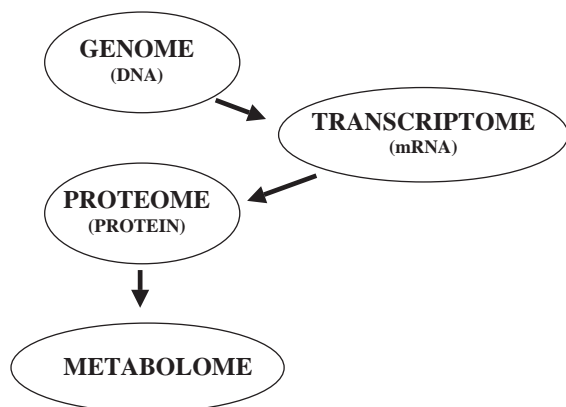 GENOME
(DNA)
TRANSCRIPTOME
(mRNA)
PROTEOME
(PROTEIN)
METABOLOME